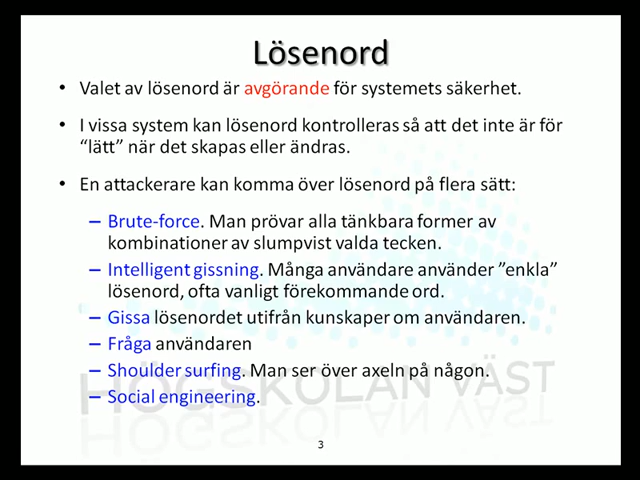 Lösenord
• Valet av lösenord är avgörande för systemets säkerhet.
• I vissa system kan lösenord kontrolleras så att det inte är för
“lätt” när det skapas eller ändras.
• En attackerare kan komma över lösenord på flera sätt:
– Brute-force. Man prövar alla tänkbara former av
kombinationer av slumpvist valda tecken.
– Intelligent gissning. Många användare använder ”enkla”
lösenord, ofta vanligt förekommande ord.
– Gissa lösenordet utifrån kunskaper om användaren.
– Fråga användaren
– Shoulder surfing. Man ser över axeln på någon.
– Social engineering.
HÖGSKOLAN VÄST
3